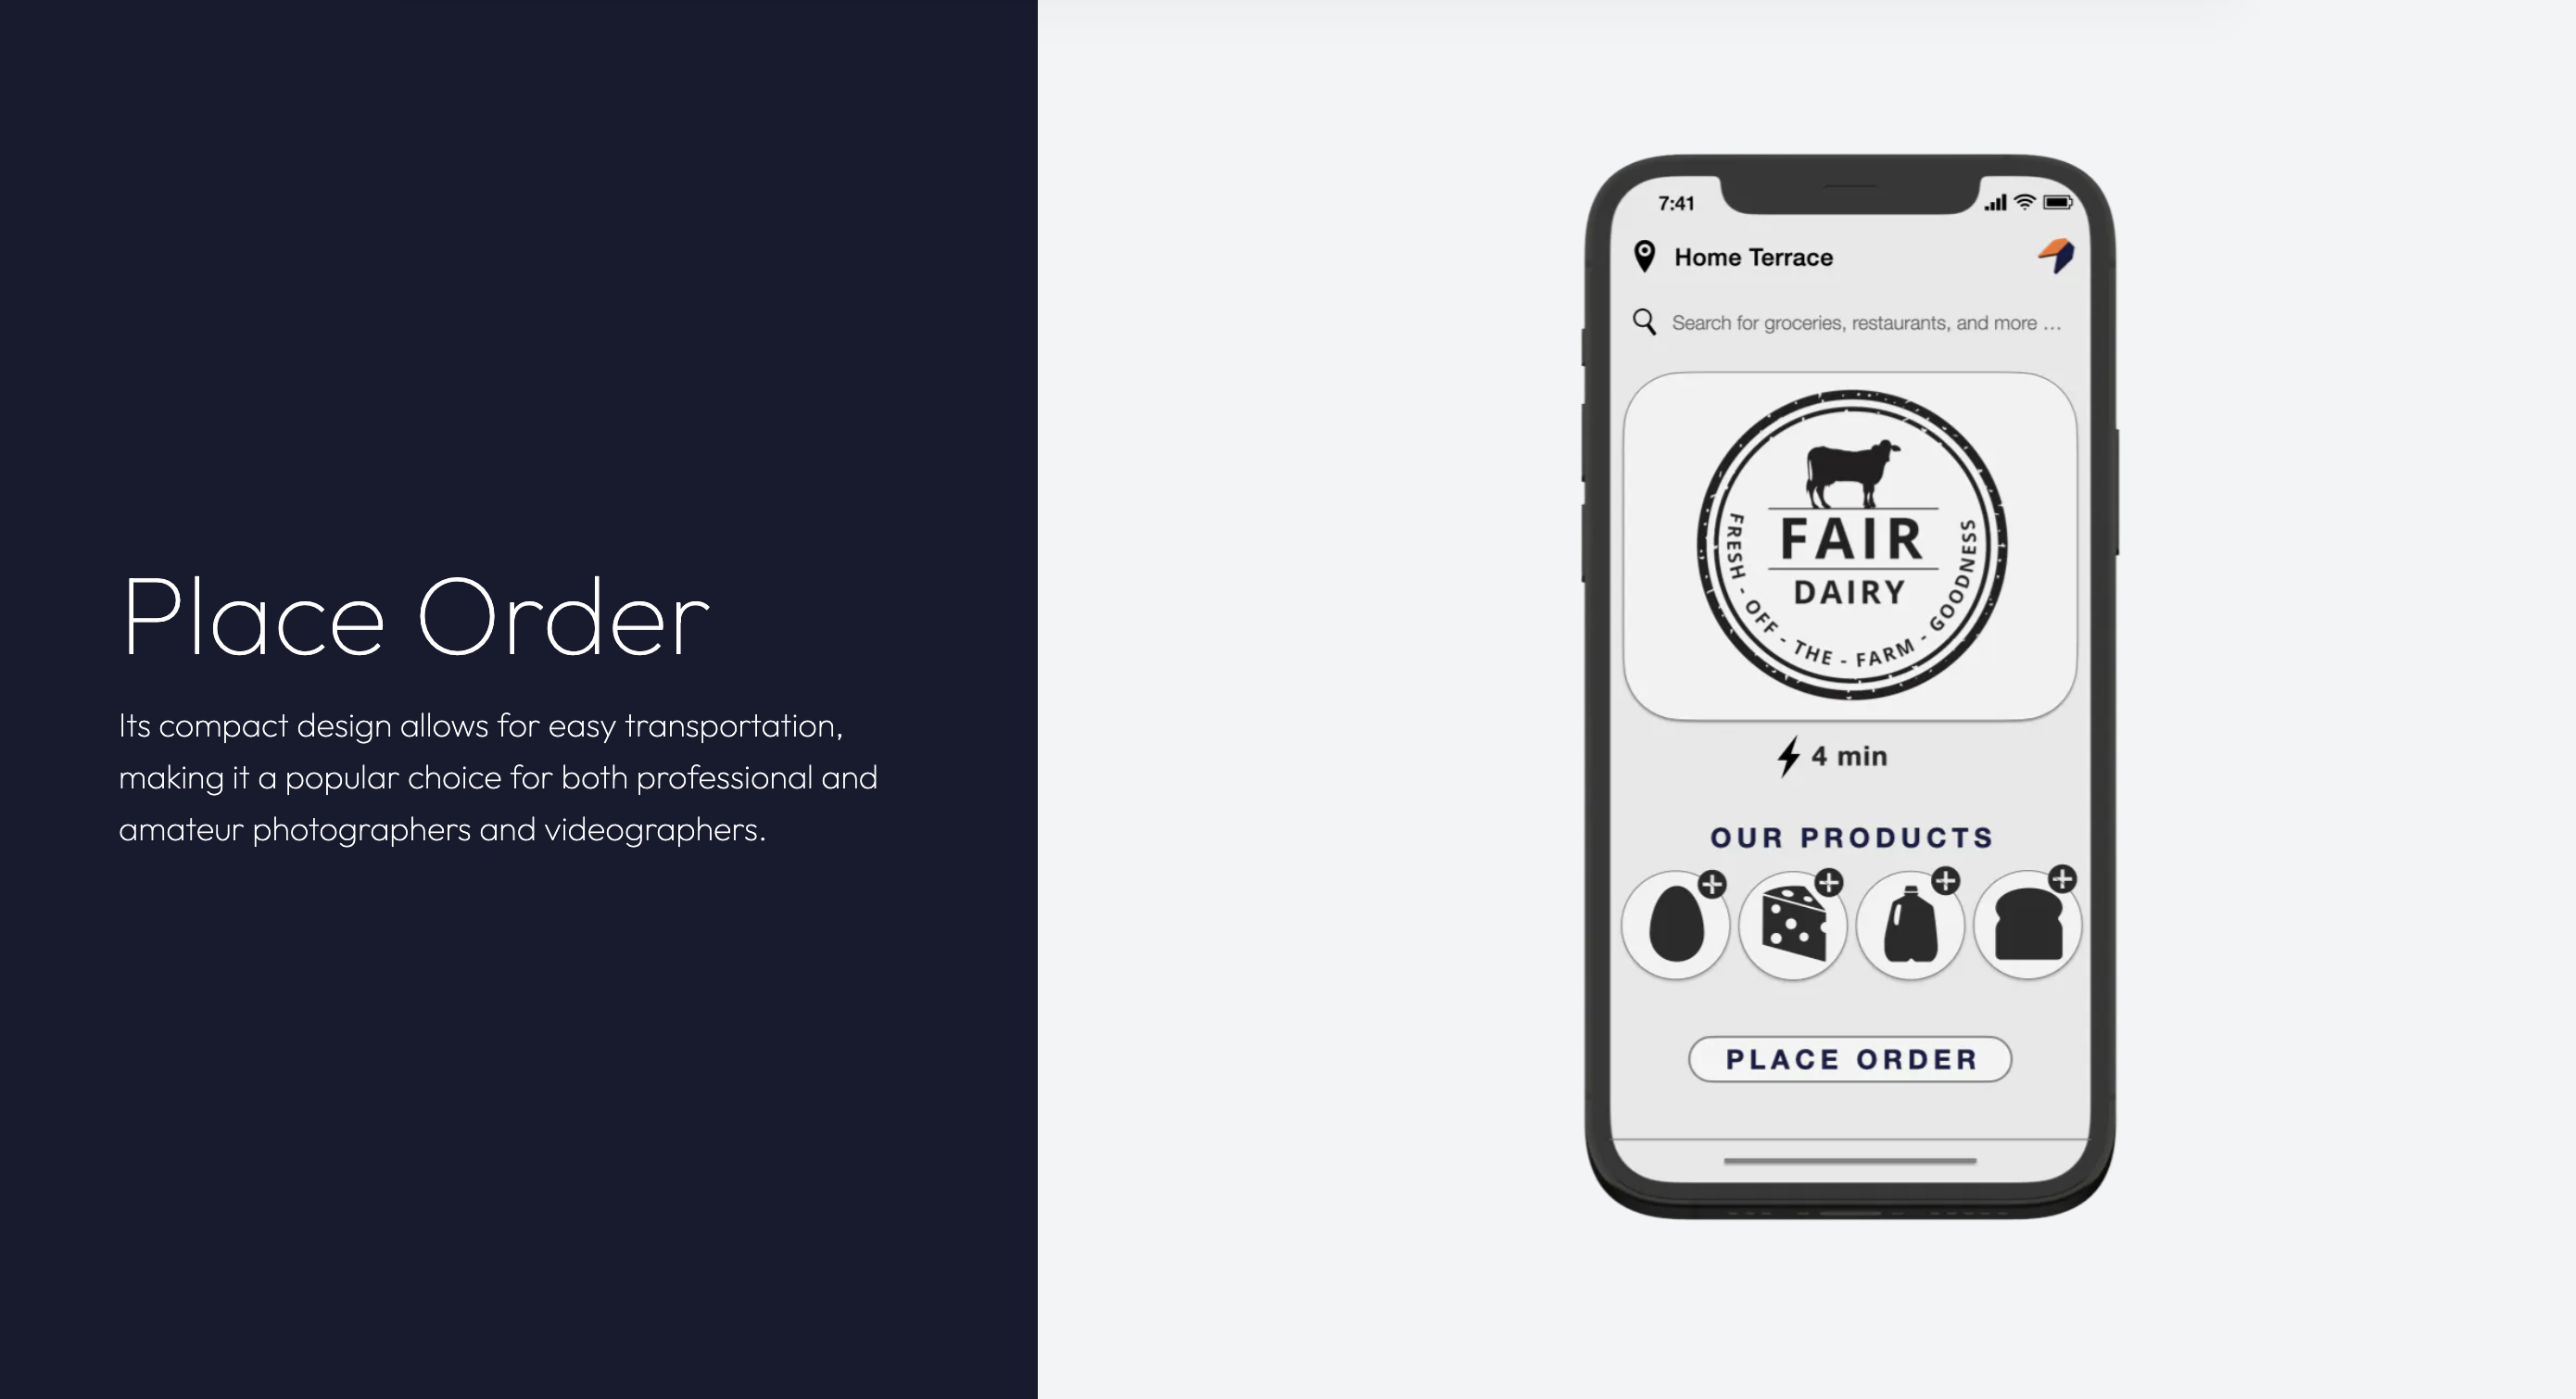 Place Order
Its compact design allows for easy transportation,
making it a popular choice for both professional and
amateur photographers and videographers.
7:41
Home Terrace
Search for groceries, restaurants, and more ...
FAIR
DAIRY
FRESH - OFF - THE - FARM - GOODNESS
4 min
OUR PRODUCTS
PLACE ORDER